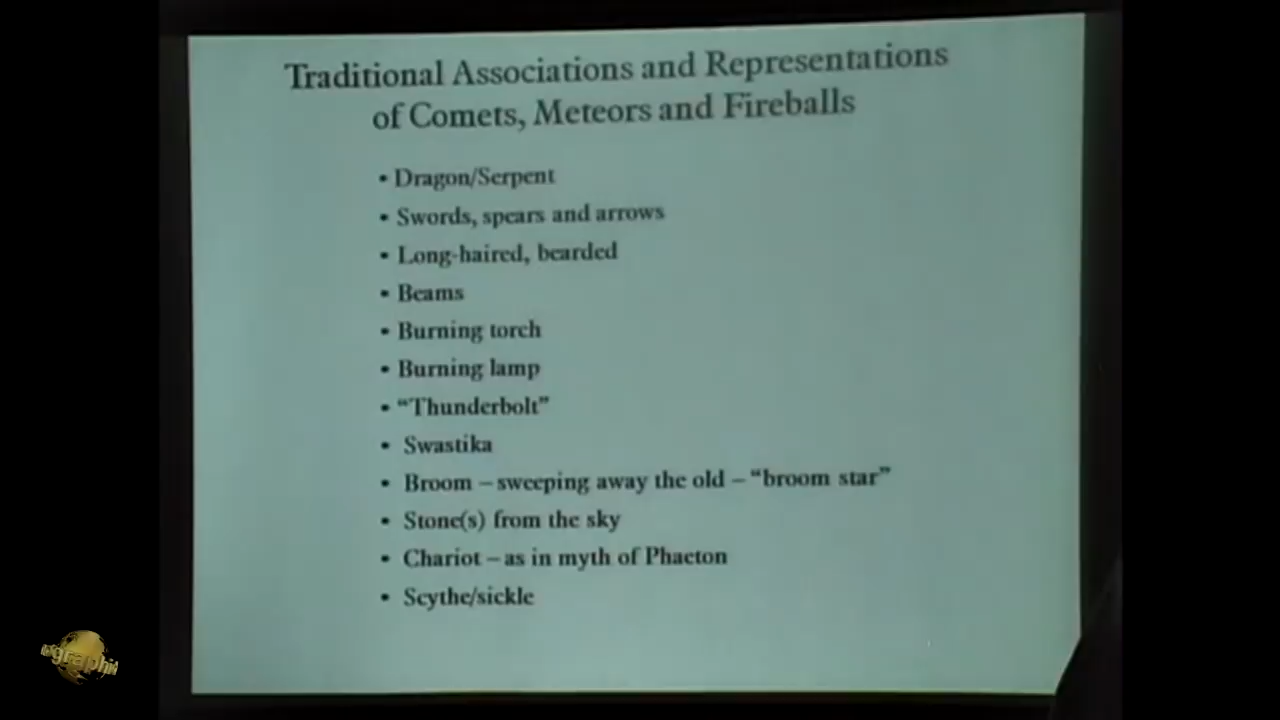 Traditional Associations and Representations
of Comets, Meteors and Fireballs
• Dragon/Serpent
• Swords, spears and arrows
• Long-haired, bearded
• Beams
• Burning torch
• Burning lamp
• “Thunderbolt”
• Swastika
• Broom – sweeping away the old – “broom star”
• Stone(s) from the sky
• Chariot – as in myth of Phaeton
• Scythe/sickle